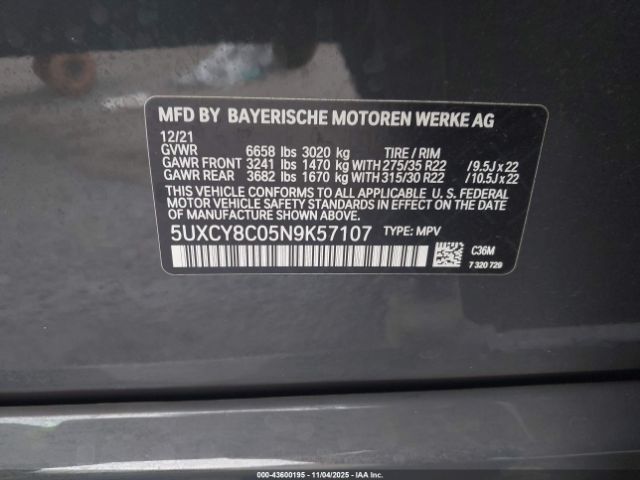 MFD BY BAYERISCHE MOTOREN WERKE AG
12/21
GVWR 6658 lbs 3020 kg TIRE / RIM
GAWR FRONT 3241 lbs 1470 kg WITH 275/35 R22 /9.5J x 22
GAWR REAR 3682 lbs 1670 kg WITH 315/30 R22 /10.5J x 22
THIS VEHICLE CONFORMS TO ALL APPLICABLE U. S. FEDERAL
MOTOR VEHICLE SAFETY STANDARDS IN EFFECT ON THE
DATE OF MANUFACTURE SHOWN ABOVE.
5UXCY8C05N9K57107 TYPE: MPV
C36M
7 320 729
000-43600195 - 11/04/2025 - COPYRIGHT IAA, Inc.